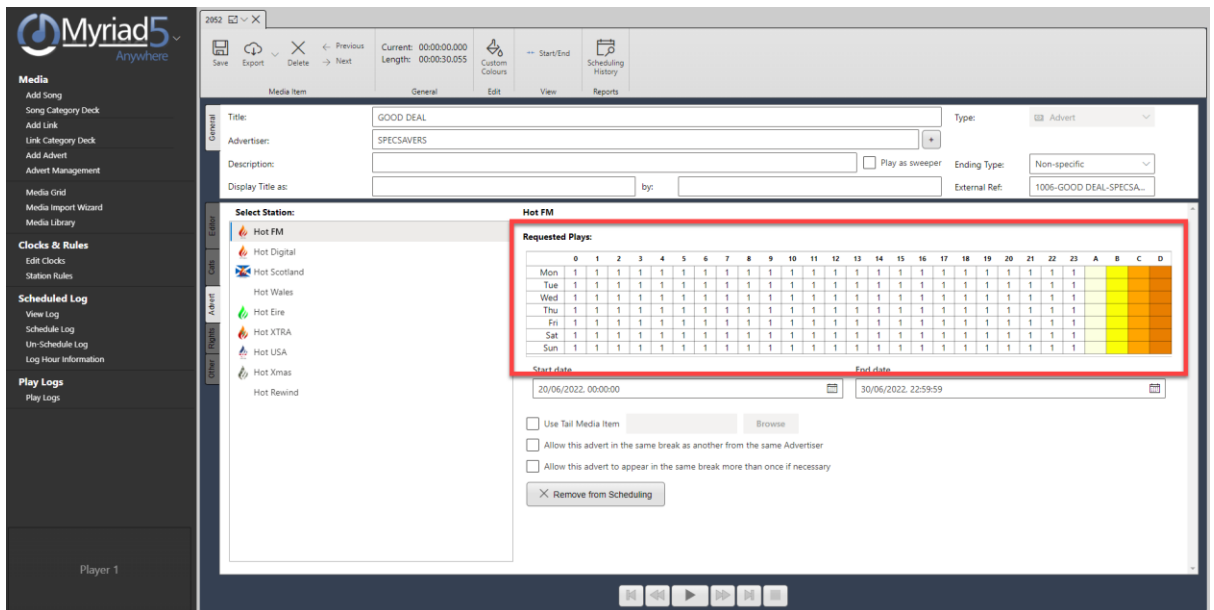 Myriad5
Anywhere
Media
Add Song
Song Category Deck
Add Link
Link Category Deck
Add Advert
Advert Management
Media Grid
Media Import Wizard
Media Library
Clocks & Rules
Edit Clocks
Station Rules
Scheduled Log
View Log
Schedule Log
Un-Schedule Log
Log Hour Information
Play Logs
Play Logs
Player 1
2052
Save Export Delete Previous Next
Media Item
Current: 00:00:00.000
Length: 00:00:30.055
General
Custom Colours
Edit
Start/End
View
Scheduling History
Reports
General
Title: GOOD DEAL Type: Advert
Advertiser: SPECSAVERS +
Description: Play as sweeper Ending Type: Non-specific
Display Title as: by: External Ref: 1006-GOOD DEAL-SPECSA...
Editor
Cats
Advert
Rights
Other
Select Station:
Hot FM
Hot Digital
Hot Scotland
Hot Wales
Hot Eire
Hot XTRA
Hot USA
Hot Xmas
Hot Rewind
Hot FM
Requested Plays:
0 1 2 3 4 5 6 7 8 9 10 11 12 13 14 15 16 17 18 19 20 21 22 23 A B C D
Mon 1 1 1 1 1 1 1 1 1 1 1 1 1 1 1 1 1 1 1 1 1 1 1 1
Tue 1 1 1 1 1 1 1 1 1 1 1 1 1 1 1 1 1 1 1 1 1 1 1 1
Wed 1 1 1 1 1 1 1 1 1 1 1 1 1 1 1 1 1 1 1 1 1 1 1 1
Thu 1 1 1 1 1 1 1 1 1 1 1 1 1 1 1 1 1 1 1 1 1 1 1 1
Fri 1 1 1 1 1 1 1 1 1 1 1 1 1 1 1 1 1 1 1 1 1 1 1 1
Sat 1 1 1 1 1 1 1 1 1 1 1 1 1 1 1 1 1 1 1 1 1 1 1 1
Sun 1 1 1 1 1 1 1 1 1 1 1 1 1 1 1 1 1 1 1 1 1 1 1 1
Start date End date
20/06/2022, 00:00:00 30/06/2022, 22:59:59
Use Tail Media Item Browse
Allow this advert in the same break as another from the same Advertiser
Allow this advert to appear in the same break more than once if necessary
Remove from Scheduling